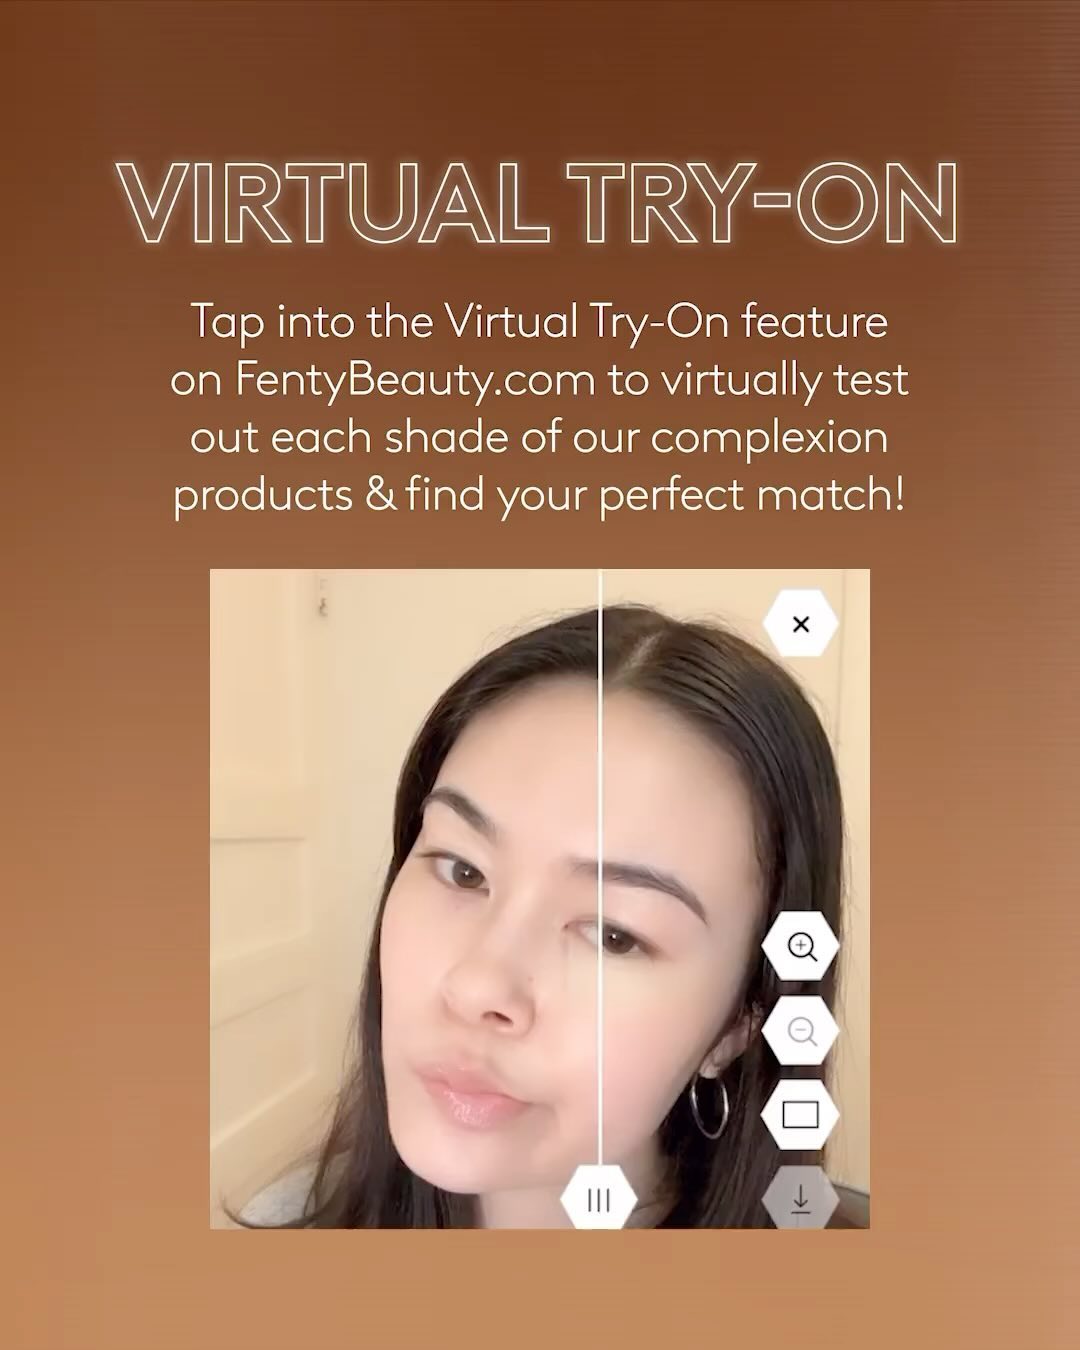 VIRTUAL TRY-ON
Tap into the Virtual Try-On feature
on FentyBeauty.com to virtually test
out each shade of our complexion
products & find your perfect match!